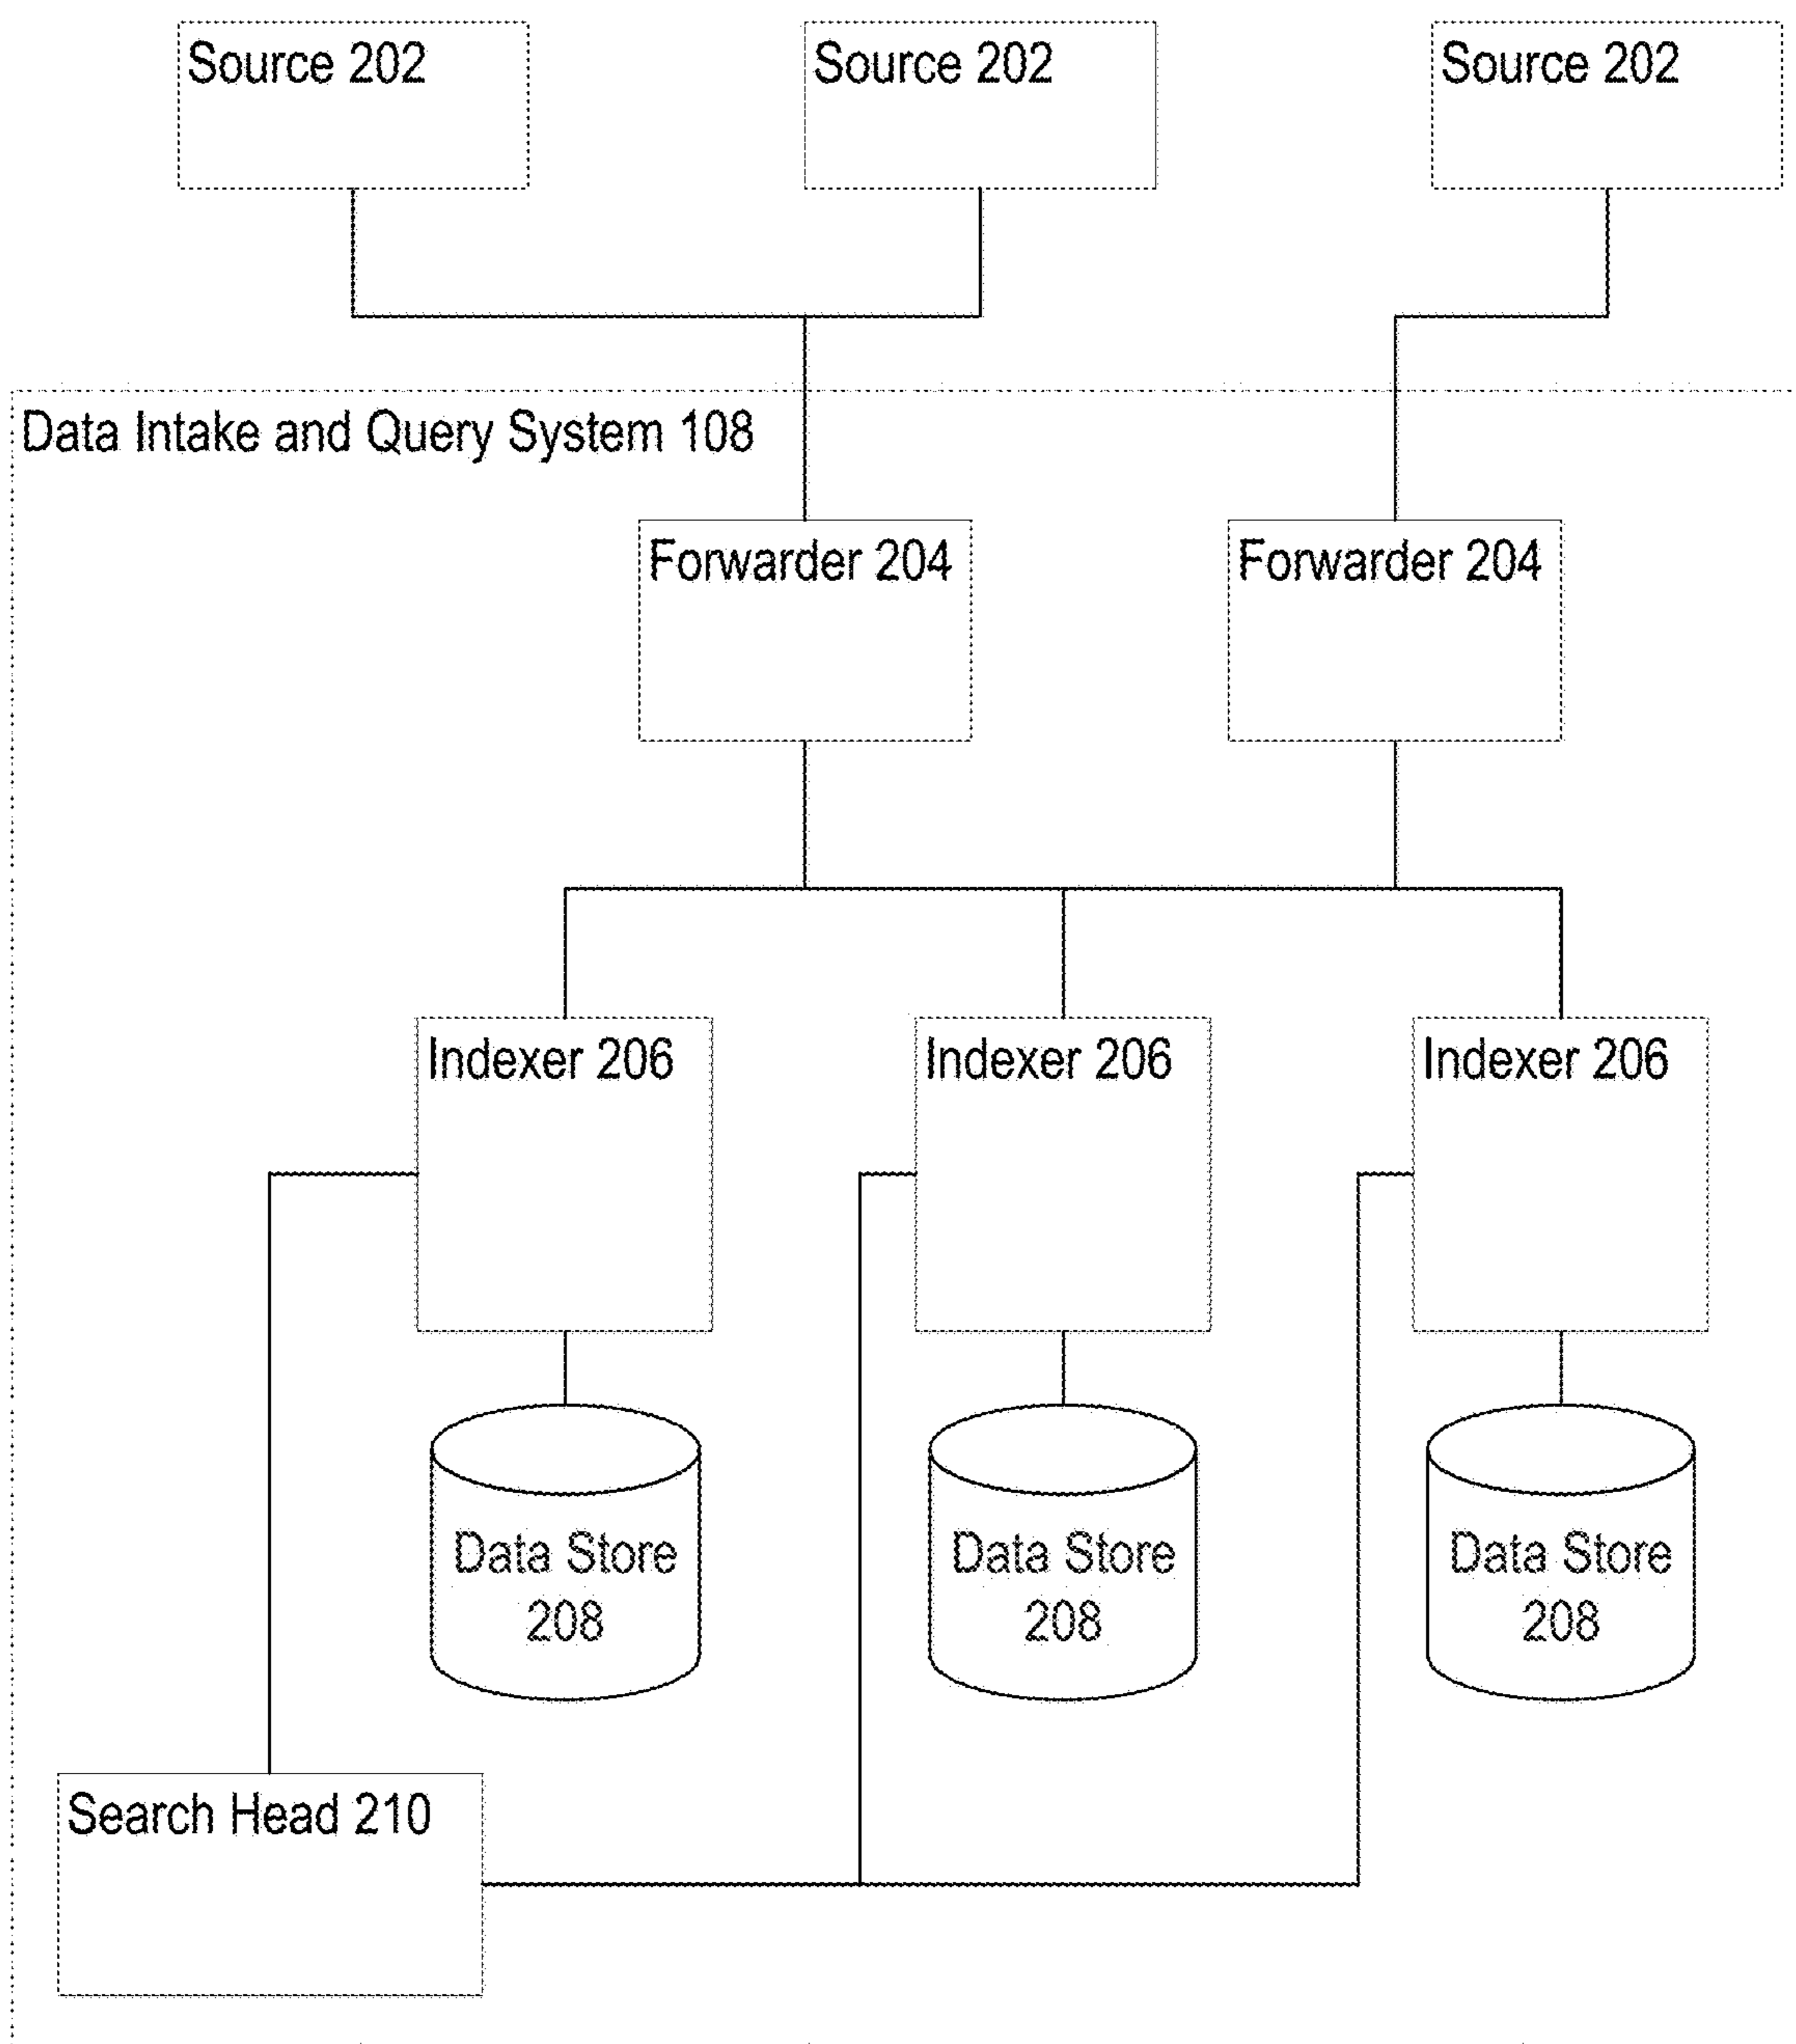 Source 202
Source 202
Source 202
Data Intake and Query System 108
Forwarder 204
Forwarder 204
Indexer 206
Indexer 206
Indexer 206
Data Store
208
Data Store
208
Data Store
208
Search Head 210